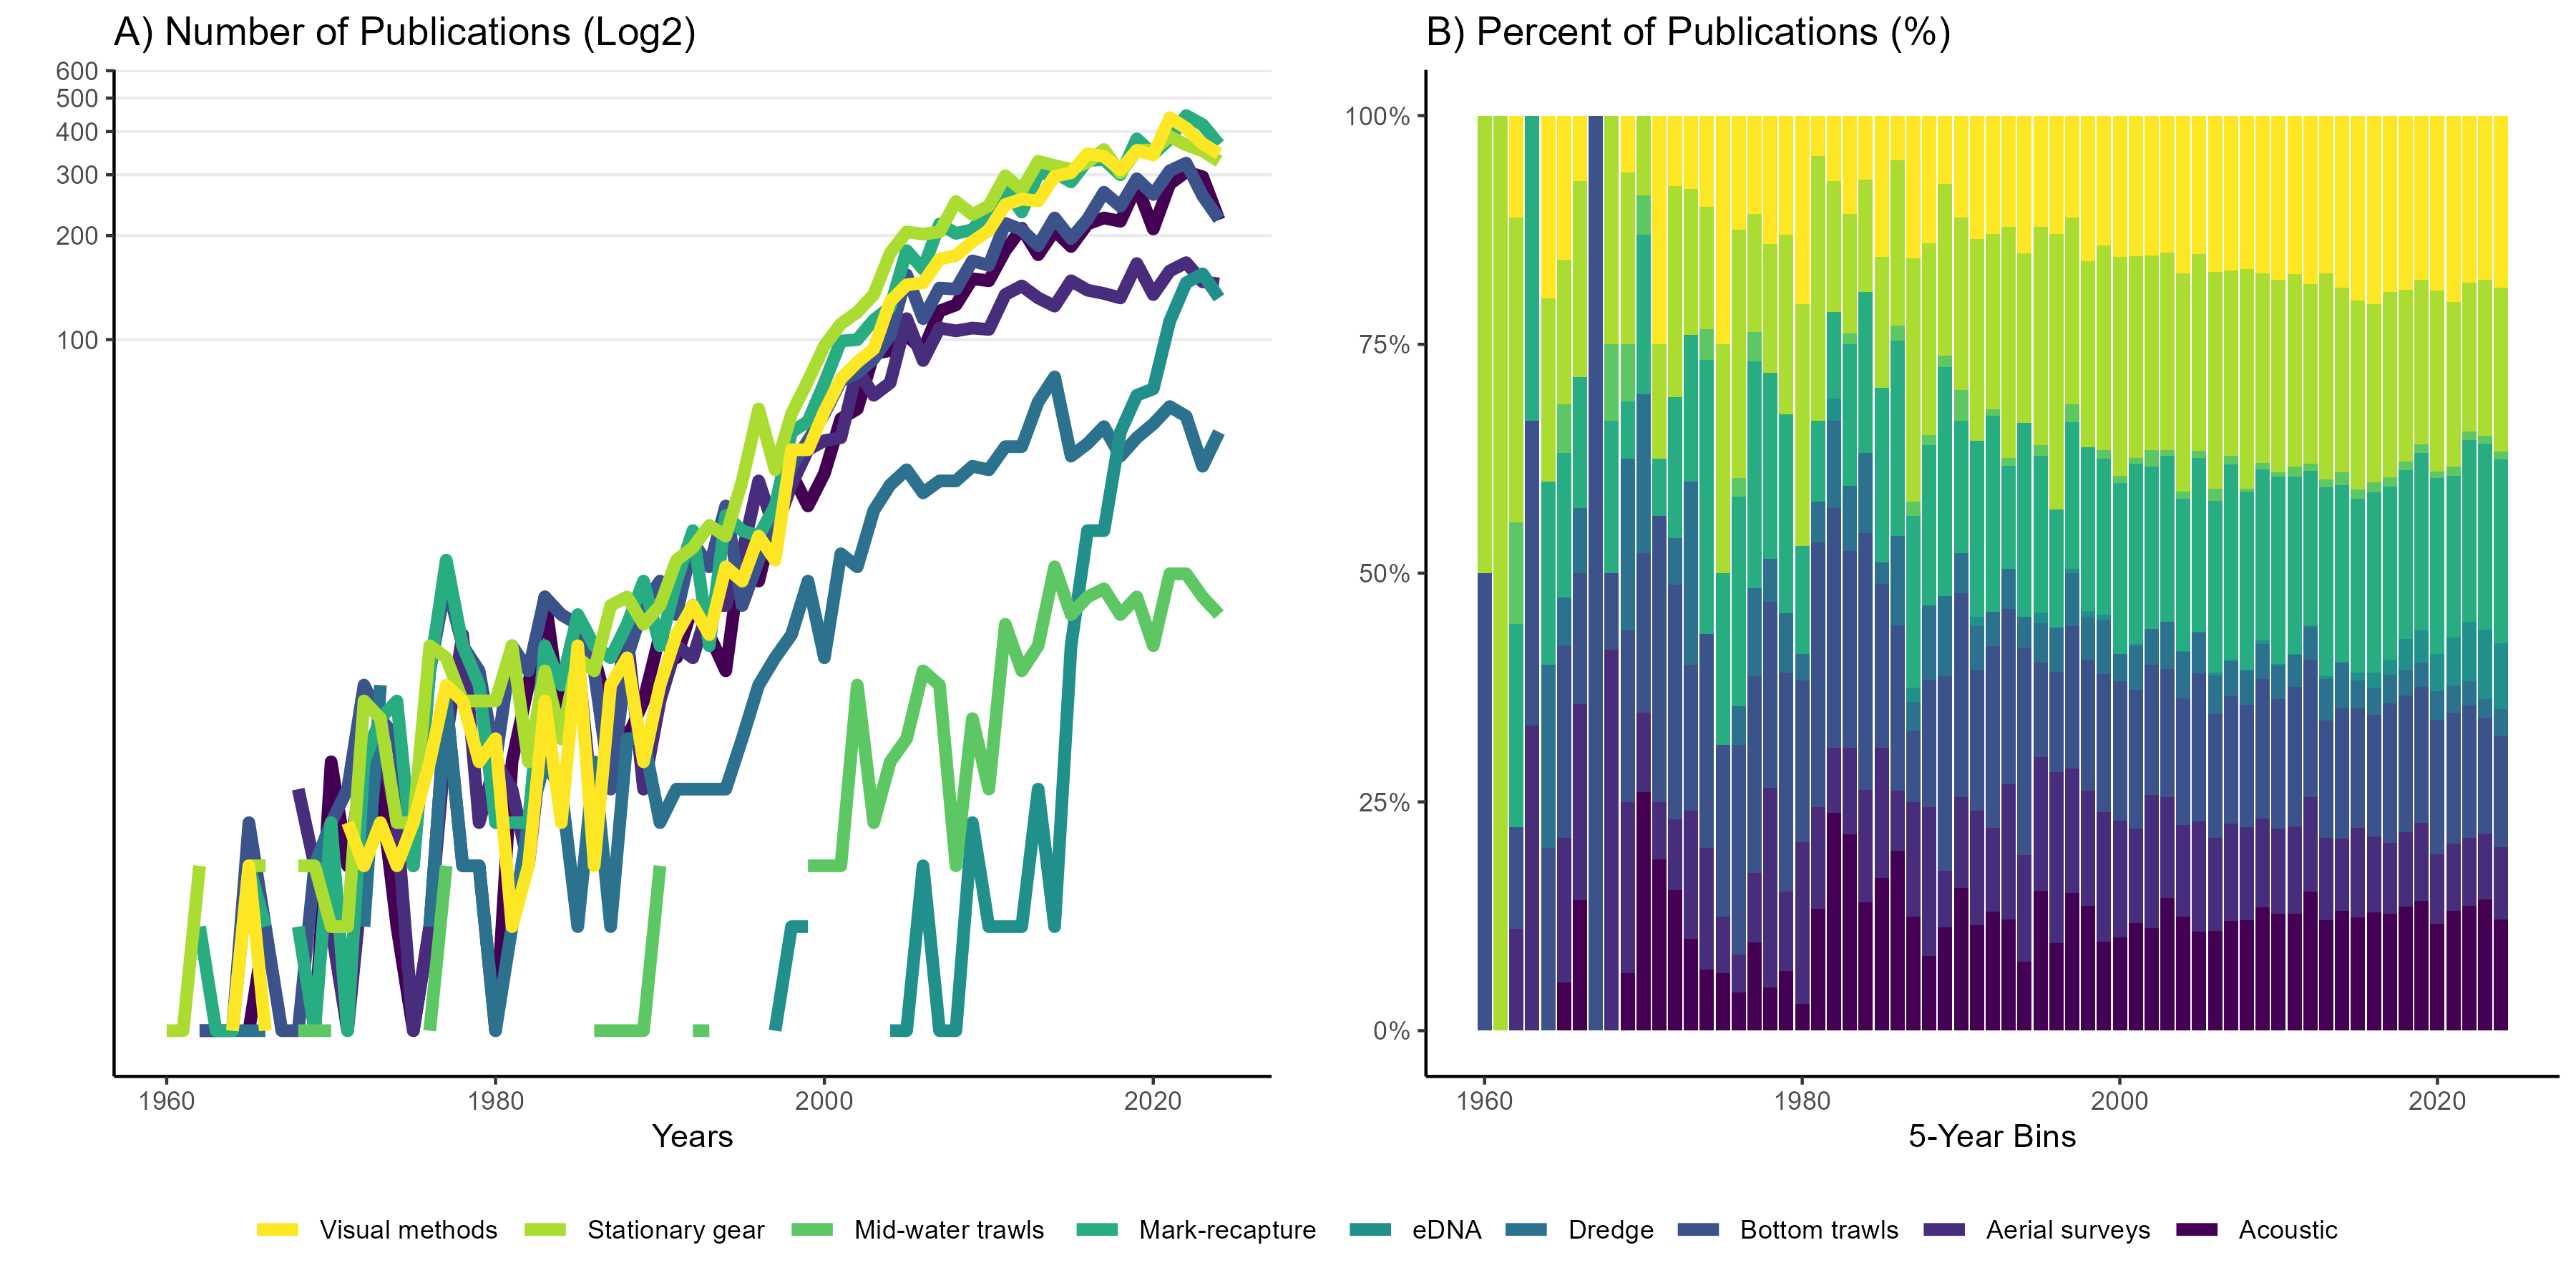 A) Number of Publications (Log2)
600
500
400
300
200
100
1960 1980 2000 2020
Years
B) Percent of Publications (%)
100%
75%
50%
25%
0%
1960 1980 2000 2020
5-Year Bins
Visual methods Stationary gear Mid-water trawls Mark-recapture eDNA Dredge Bottom trawls Aerial surveys Acoustic